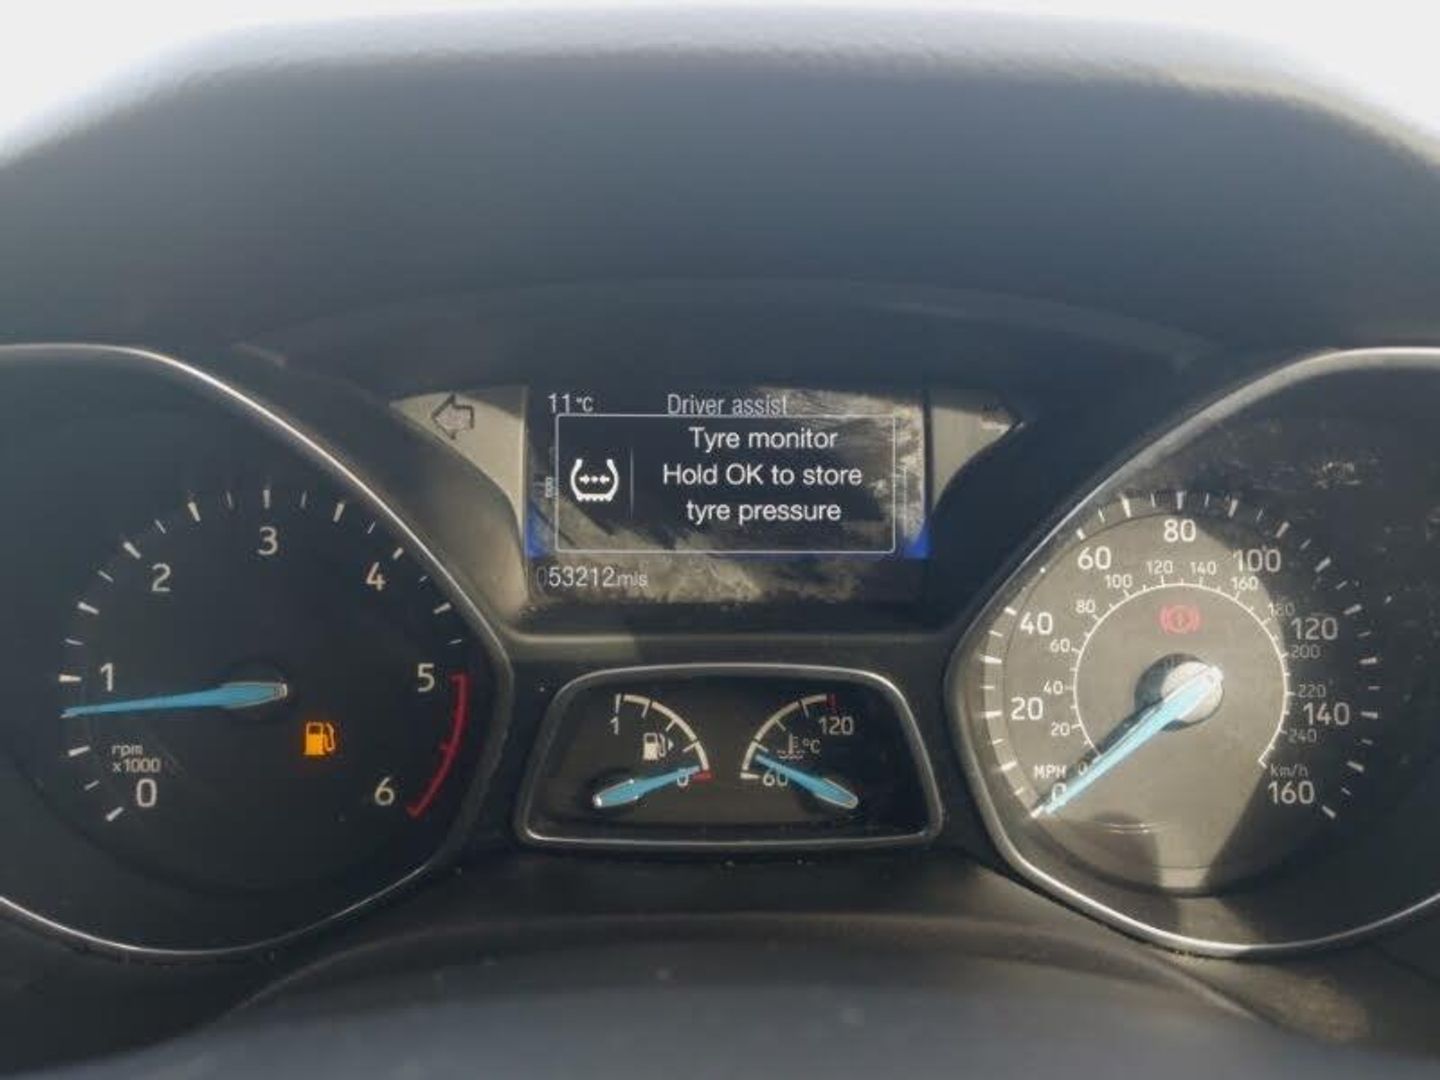 11°C Driver assist
Tyre monitor
Hold OK to store
tyre pressure
053212mls
0 1 2 3 4 5 6
rpm
x1000
1 0
120 60
°C
0 20 40 60 80 100 120 140 160
MPH
0 20 40 60 80 100 120 140 160 180 200 220 240
km/h